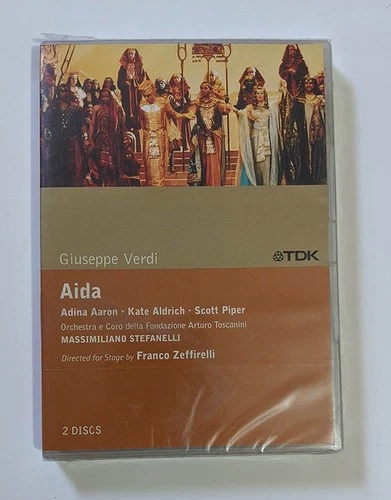 Giuseppe Verdi
TDK
Aida
Adina Aaron · Kate Aldrich · Scott Piper
Orchestra e Coro della Fondazione Arturo Toscanini
MASSIMILIANO STEFANELLI
Directed for Stage by Franco Zeffirelli
2 DISCS